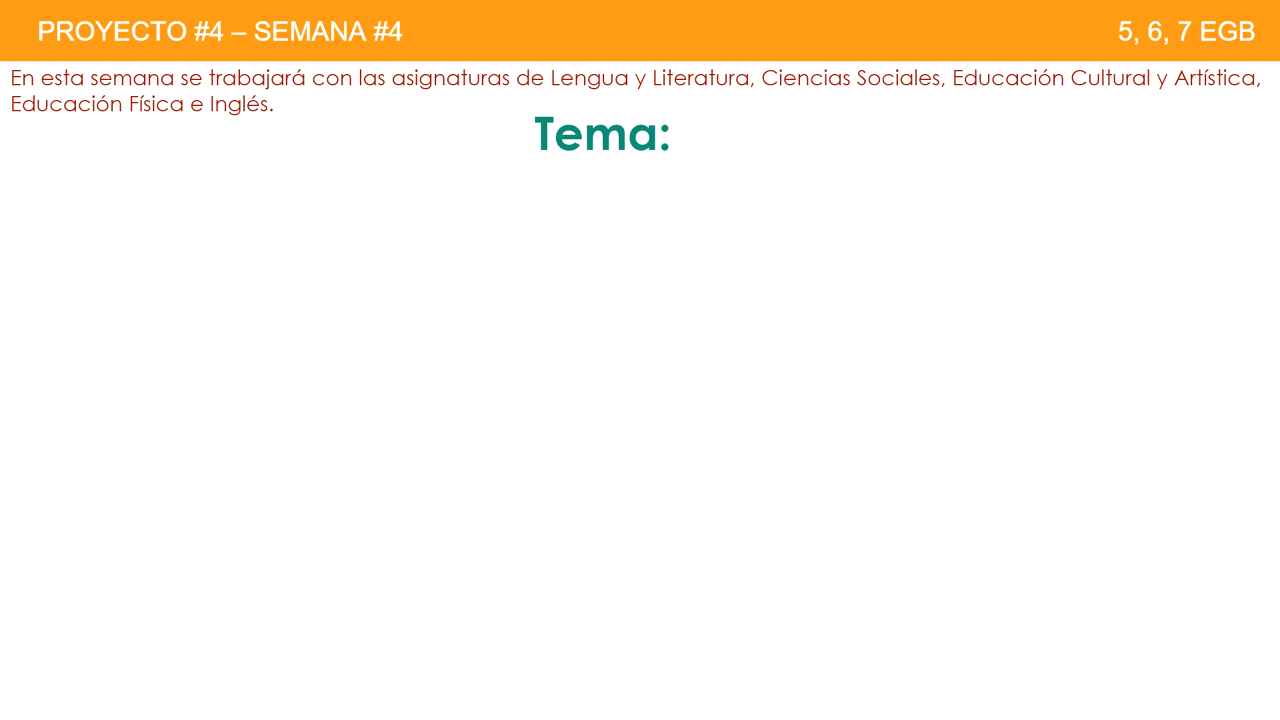 PROYECTO #4 – SEMANA #4
5, 6, 7 EGB
En esta semana se trabajará con las asignaturas de Lengua y Literatura, Ciencias Sociales, Educación Cultural y Artística,
Educación Física e Inglés.
Tema: